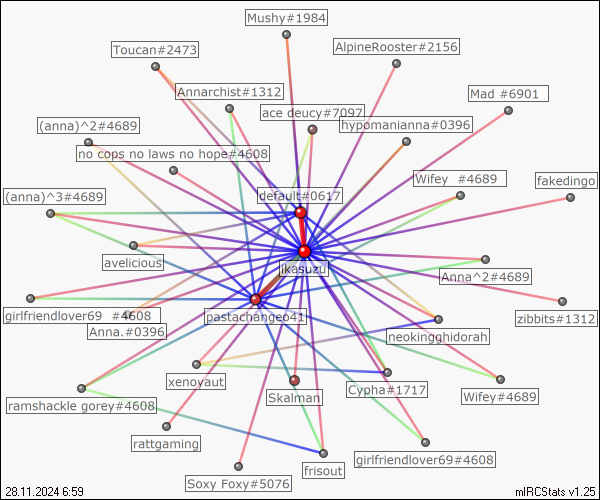 Mushy#1984
Toucan#2473
AlpineRooster#2156
Annarchist#1312
Mad #6901
ace deucy#7097
(anna)^2#4689
hypomanianna#0396
no cops no laws no hope#4608
Wifey #4689
fakedingo
(anna)^3#4689
default#0617
avelicious
jkasuzu
Anna^2#4689
girlfriendlover69 #4608
pastachangeo41
zibbits#1312
Anna.#0396
neokingghidorah
xenoyaut
Cypha#1717
Skalman
Wifey#4689
ramshackle gorey#4608
rattgaming
girlfriendlover69#4608
frisout
Soxy Foxy#5076
28.11.2024 6:59
mIRCStats v1.25